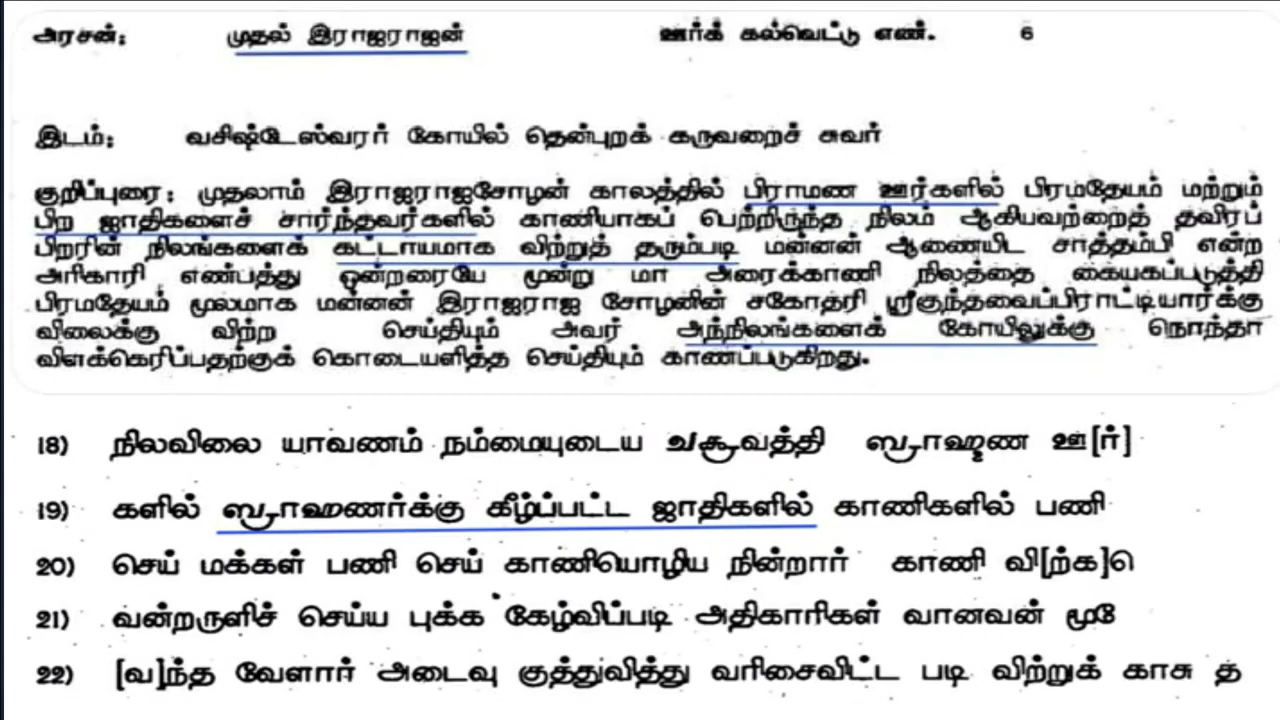 அரசன்: முதல் இராஜராஜன் ஊர்க் கல்வெட்டு எண். 6
இடம்: வசிஷ்டேஸ்வரர் கோயில் தென்புறக் கருவறைச் சுவர்
குறிப்புரை: முதலாம் இராஜராஜசோழன் காலத்தில் பிராமண ஊர்களில் பிரமதேயம் மற்றும்
பிற ஜாதிகளைச் சார்ந்தவர்களில் காணியாகப் பெற்றிருந்த நிலம் ஆகியவற்றைத் தவிரப்
பிறரின் நிலங்களைக் கட்டாயமாக விற்றுத் தரும்படி மன்னன் ஆணையிட சாத்தம்பி என்ற
அரிகாரி எண்பத்து ஒன்றரையே மூன்று மா அரைக்காணி நிலத்தை கையகப்படுத்தி
பிரமதேயம் மூலமாக மன்னன் இராஜராஜ சோழனின் சகோதரி ஸ்ரீகுந்தவைப்பிராட்டியார்க்கு
விலைக்கு விற்ற செய்தியும் அவர் அந்நிலங்களைக் கோயிலுக்கு நொந்தா
விளக்கெரிப்பதற்குக் கொடையளித்த செய்தியும் காணப்படுகிறது.
18) நிலவிலை யாவணம் நம்மையுடைய ஊ[ர்]
19) களில் கீழ்ப்பட்ட ஜாதிகளில் காணிகளில் பணி
20) செய் மக்கள் பணி செய் காணியொழிய நின்றார் காணி வி[ற்க]ெ
21) வன்றருளிச் செய்ய புக்க கேழ்விப்படி அதிகாரிகள் வானவன் மூ
22) [வ]ந்த வேளார் அடைவு குத்துவித்து வரிசைவிட்ட படி விற்றுக் காசு த